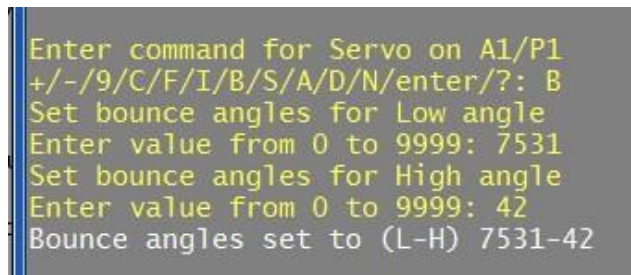 Enter command for Servo on A1/P1
+/-/9/C/F/I/B/S/A/D/N/enter/?: B
Set bounce angles for Low angle
Enter value from 0 to 9999: 7531
Set bounce angles for High angle
Enter value from 0 to 9999: 42
Bounce angles set to (L-H) 7531-42